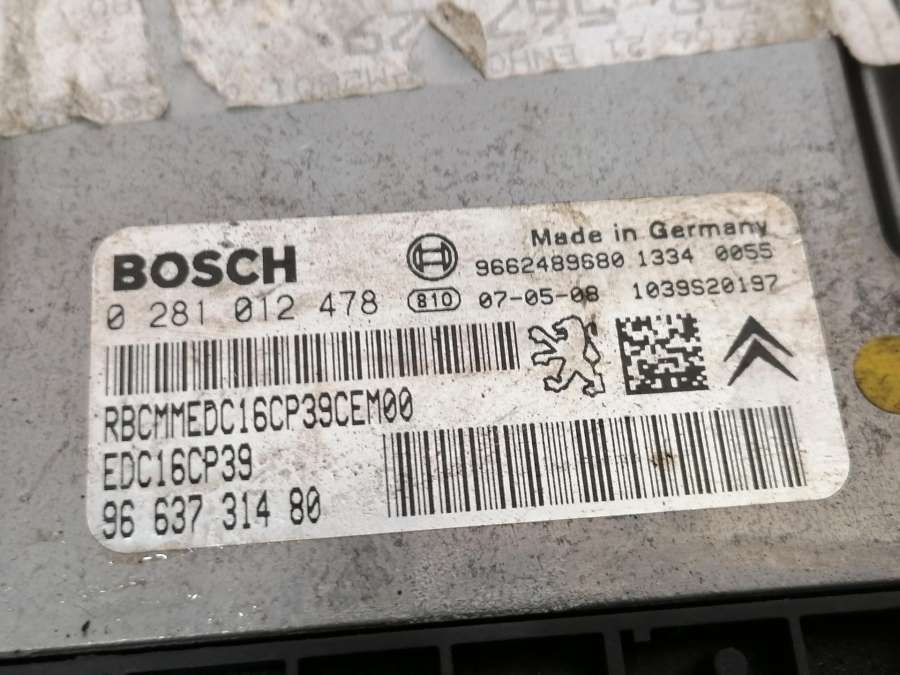 BOSCH
Made in Germany
9662489680 1334 0055
0 281 012 478 810 07-05-08 1039S20197
RBCMMEDC16CP39CEM00
EDC16CP39
96 637 314 80